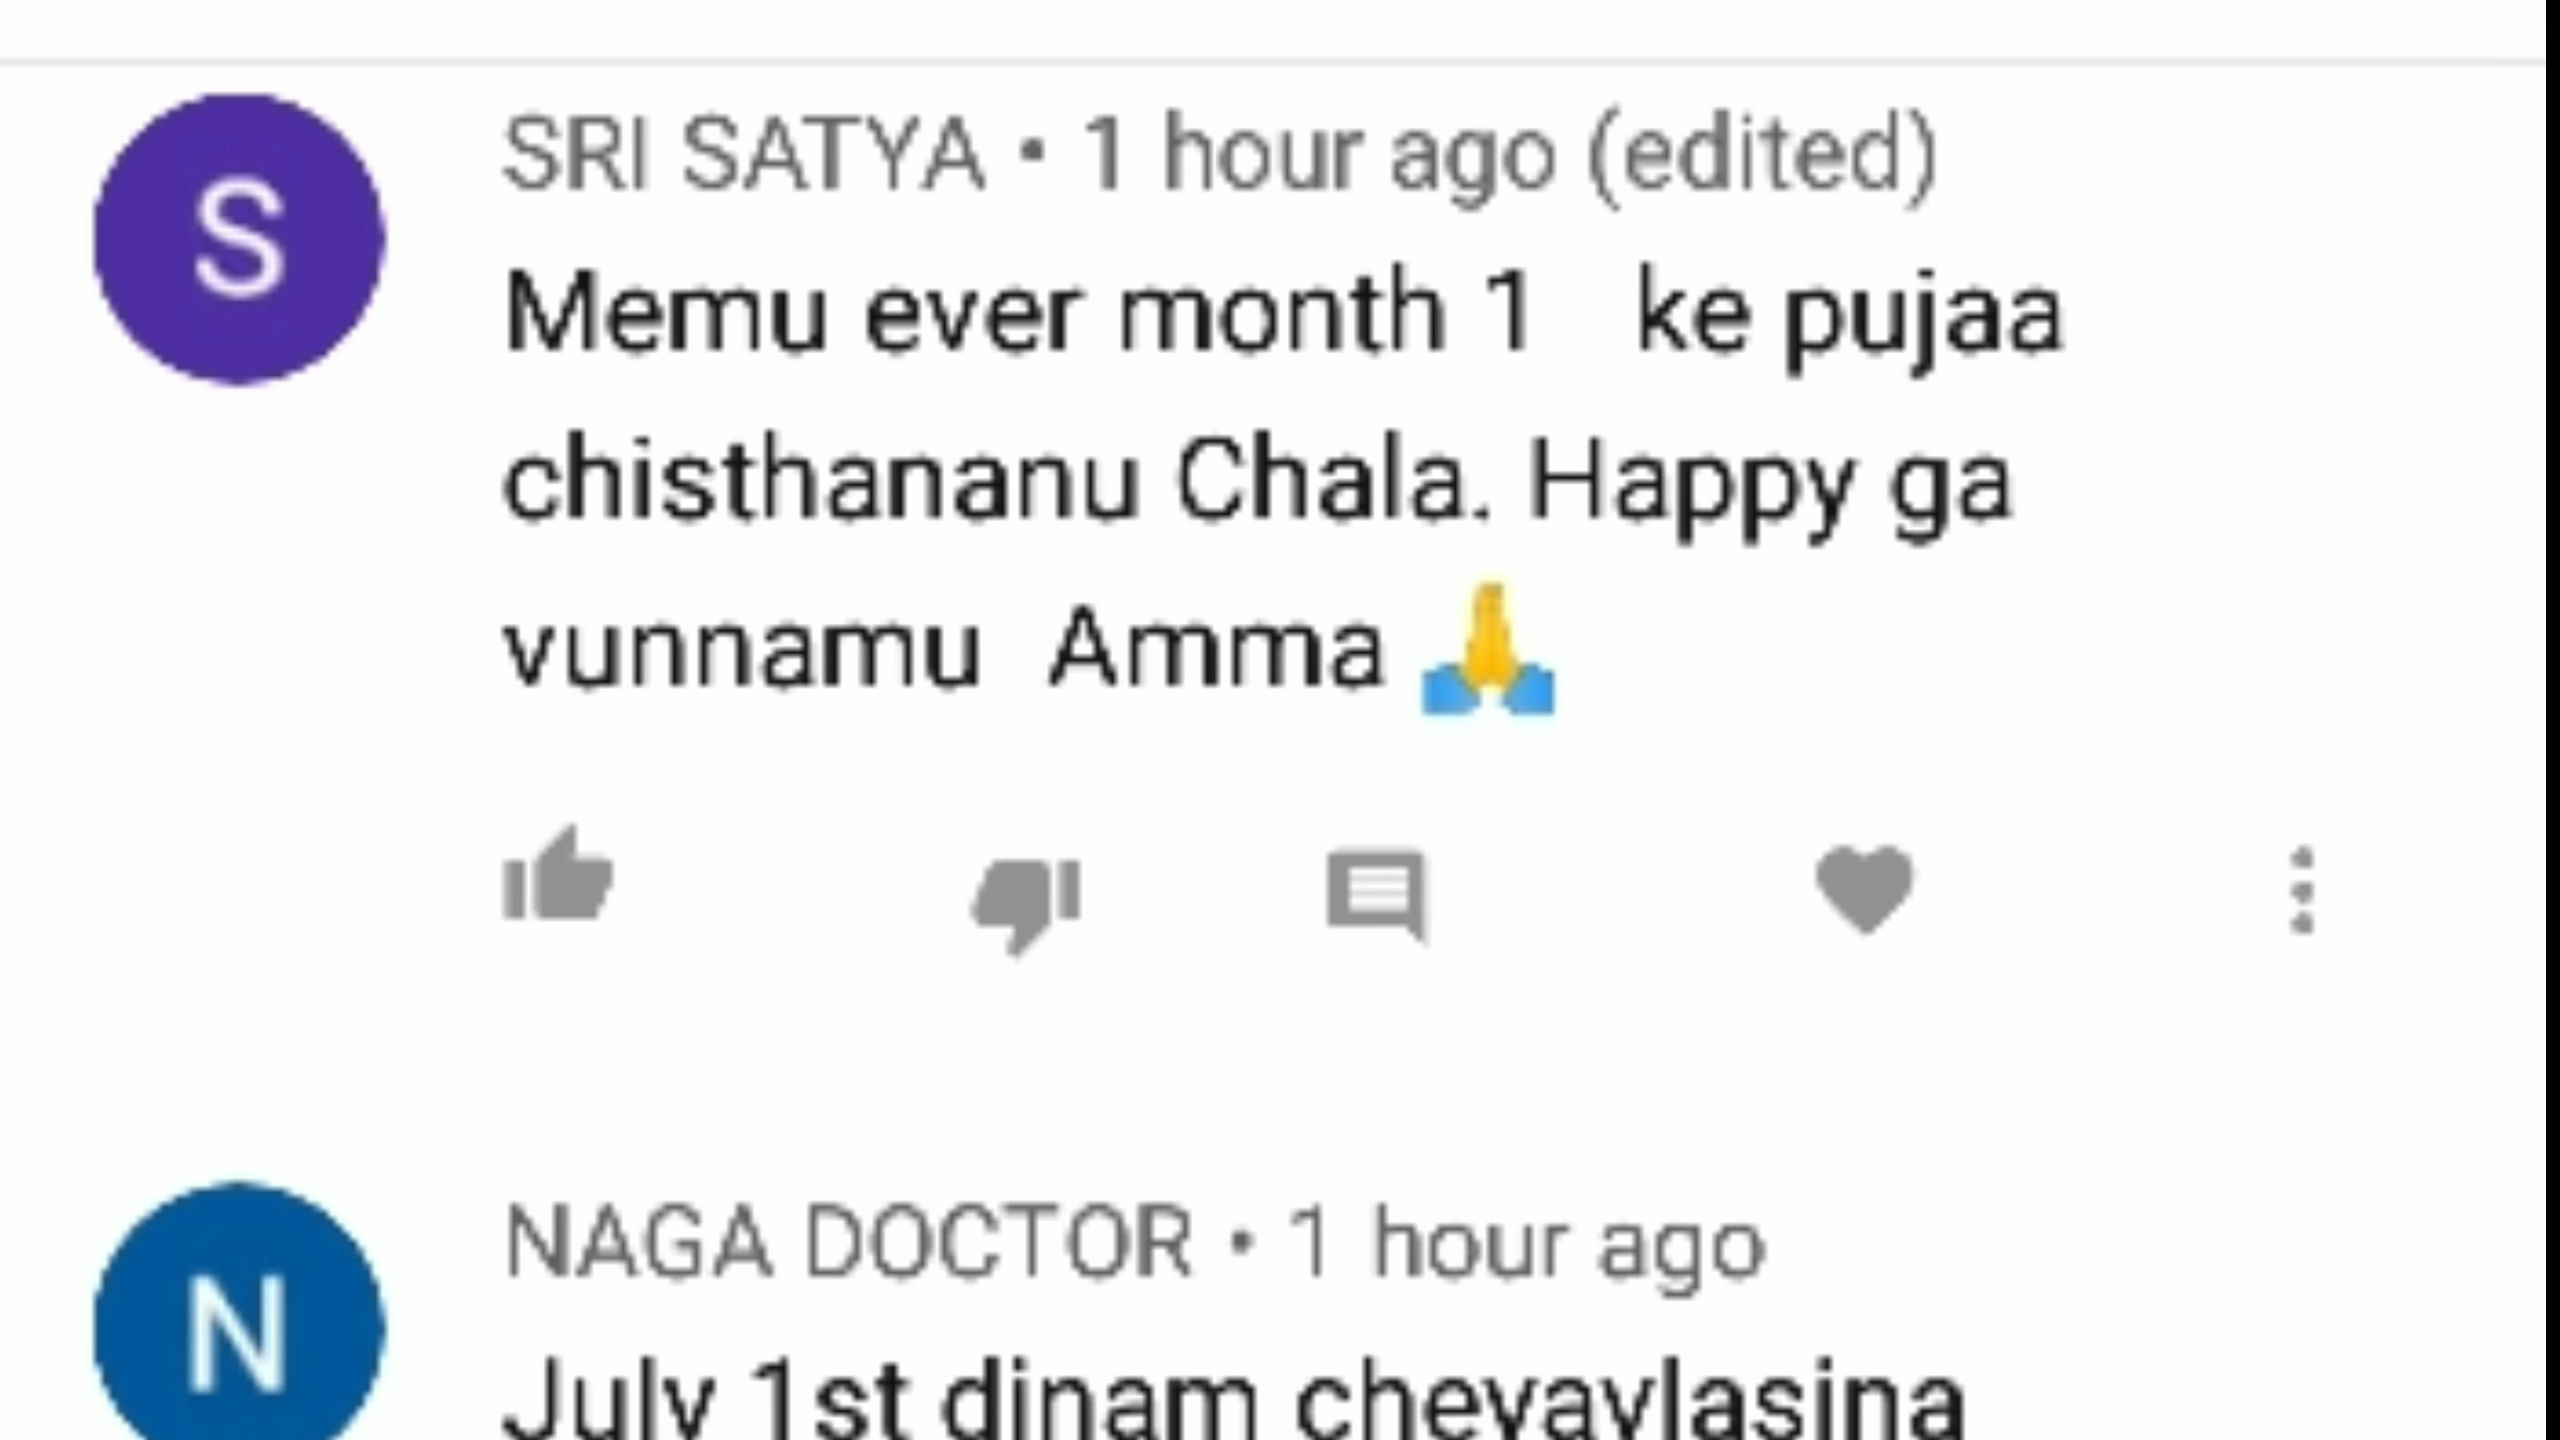 S
SRI SATYA • 1 hour ago (edited)
Memu ever month 1 ke pujaa
chisthananu Chala. Happy ga
vunnamu Amma 🙏
N
NAGA DOCTOR • 1 hour ago
July 1st dinam cheyavlasina